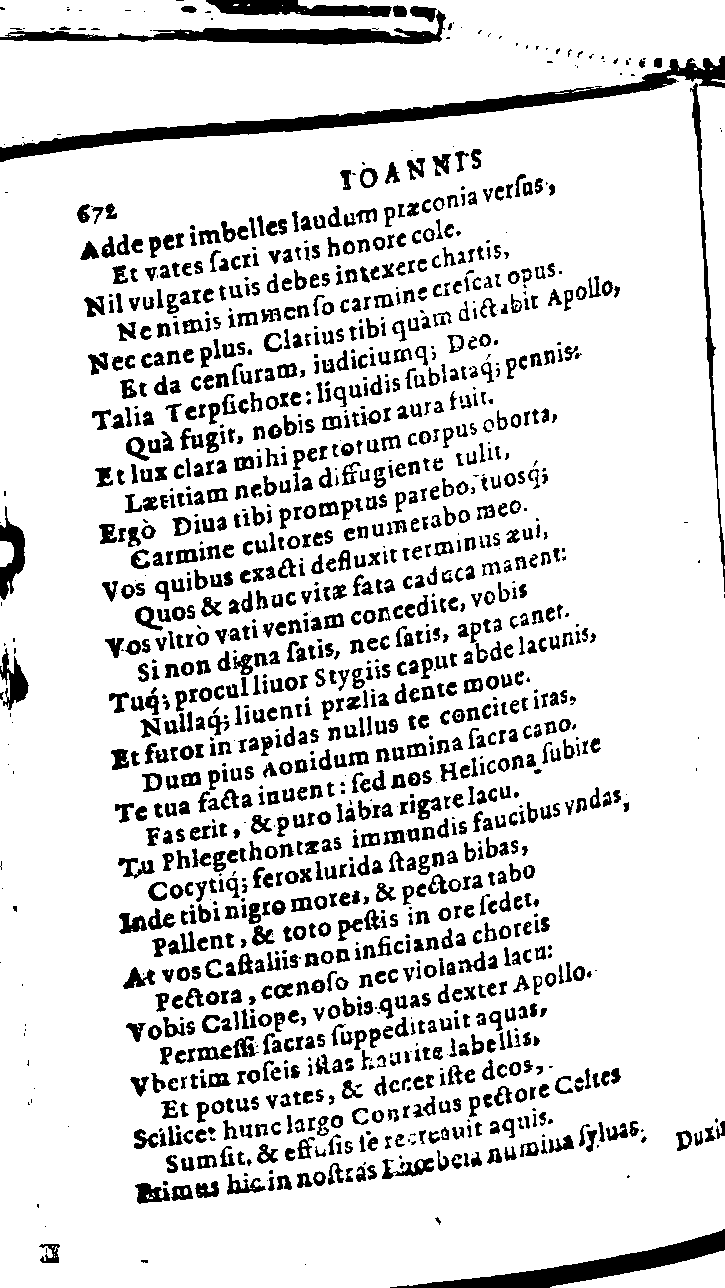 IOANNIS
672
Adde per imbelles laudum præconia verſus,
Et vates ſacri vatis honore cole.
Nil vulgare tuis debes intexere chartis,
Ne nimis immenſo carmine creſcat opus.
Nec cane plus. Clarius tibi quàm dictabit Apollo,
Et da cenſuram, iudiciumq; Deo.
Talia Terpſichore: liquidis ſublataq́; pennis:
Quà fugit, nobis mitior aura fuit.
Et lux clara mihi per totum corpus oborta,
Lætitiam nebula diffugiente tulit,
Ergò Diua tibi promptus parebo, tuosq́;
Carmine cultores enumerabo meo.
Vos quibus exacti defluxit terminus æui,
Quos & adhuc vitæ fata caduca manent:
Vos vltrò vati veniam concedite, vobis
Si non digna ſatis, nec ſatis, apta canet.
Tuq́; procul liuor Stygiis caput abde lacunis,
Nullaq́; liuenti prælia dente moue.
Et furor in rapidas nullus te concitet iras,
Dum pius Aonidum numina ſacra cano.
Te tua facta iuuent: ſed nos Helicona ſubire
Fas erit, & puro labra rigare lacu.
Tu Phlegethontæas immundis faucibus vndas,
Cocytiq́; ferox lurida ſtagna bibas,
Inde tibi nigro mores, & pectora tabo
Pallent, & toto peſtis in ore ſedet.
At vos Caſtaliis non inficianda choreis
Pectora, cœnoſo nec violanda lacu:
Vobis Calliope, vobis quas dexter Apollo.
Permeſſi ſacras ſuppeditauit aquas,
Vbertim roſeis iſtas haurite labellis,
Et potus vates, & decet iſte deos,
Scilicet hunc largo Conradus pectore Celtes
Sumſit, & effuſis ſe recreauit aquis.
Primus hic in noſtras Phœbeia numina ſyluas,
Duxit